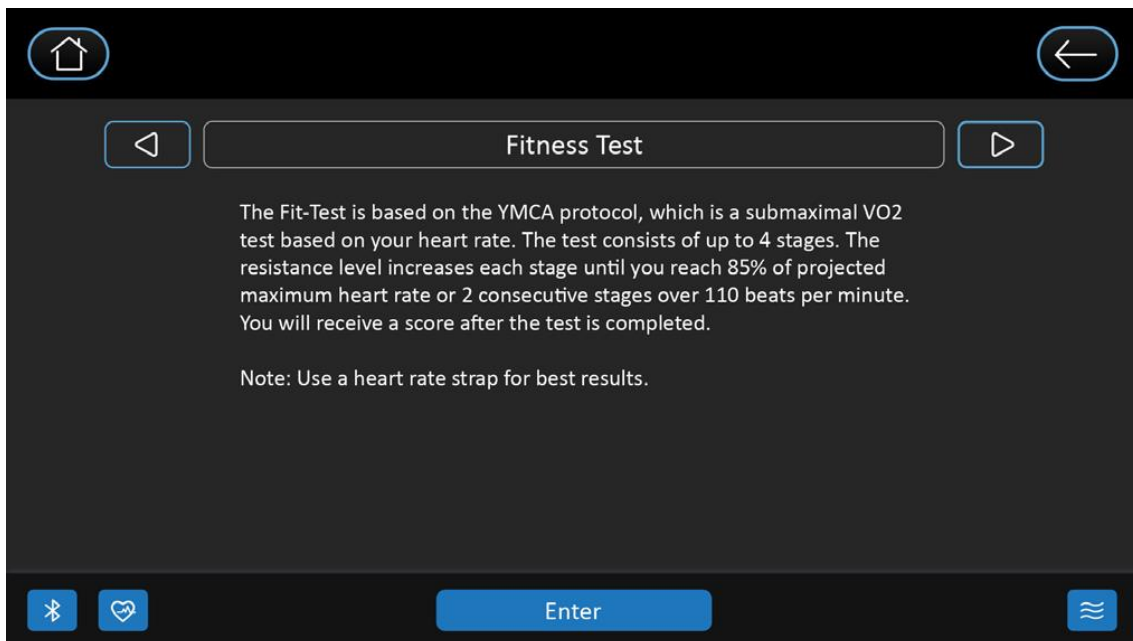 Fitness Test
The Fit-Test is based on the YMCA protocol, which is a submaximal VO2
test based on your heart rate. The test consists of up to 4 stages. The
resistance level increases each stage until you reach 85% of projected
maximum heart rate or 2 consecutive stages over 110 beats per minute.
You will receive a score after the test is completed.
Note: Use a heart rate strap for best results.
Enter